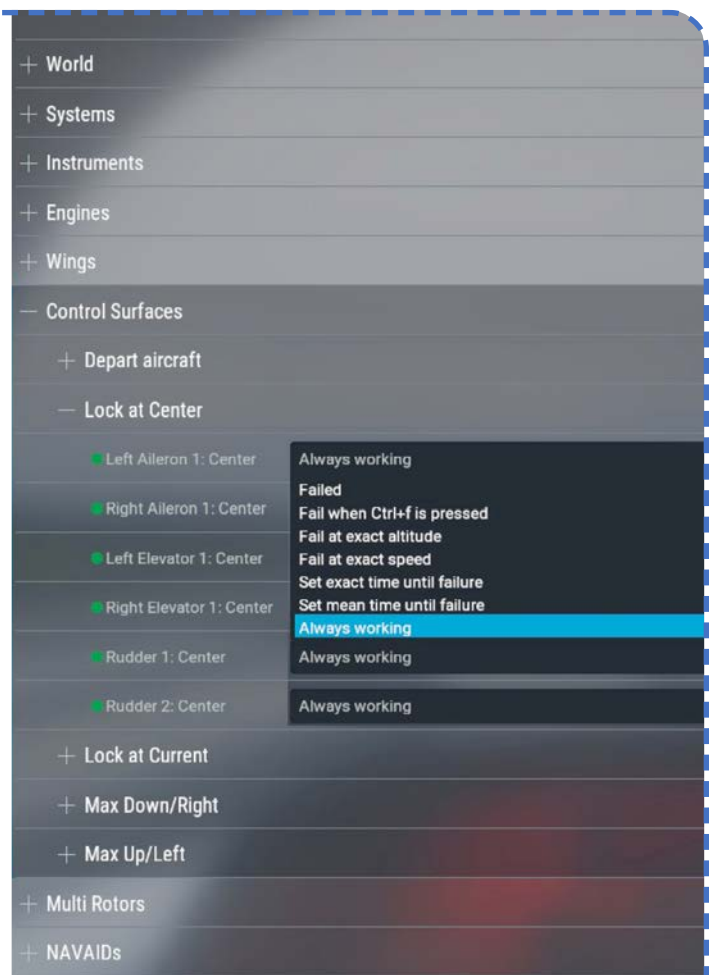 World
Systems
Instruments
Engines
Wings
Control Surfaces
Depart aircraft
Lock at Center
Left Aileron 1: Center Always working
Failed
Right Aileron 1: Center Fail when Ctrl+f is pressed
Fail at exact altitude
Left Elevator 1: Center Fail at exact speed
Set exact time until failure
Right Elevator 1: Center Set mean time until failure
Always working
Rudder 1: Center Always working
Rudder 2: Center Always working
Lock at Current
Max Down/Right
Max Up/Left
Multi Rotors
NAVAIDs